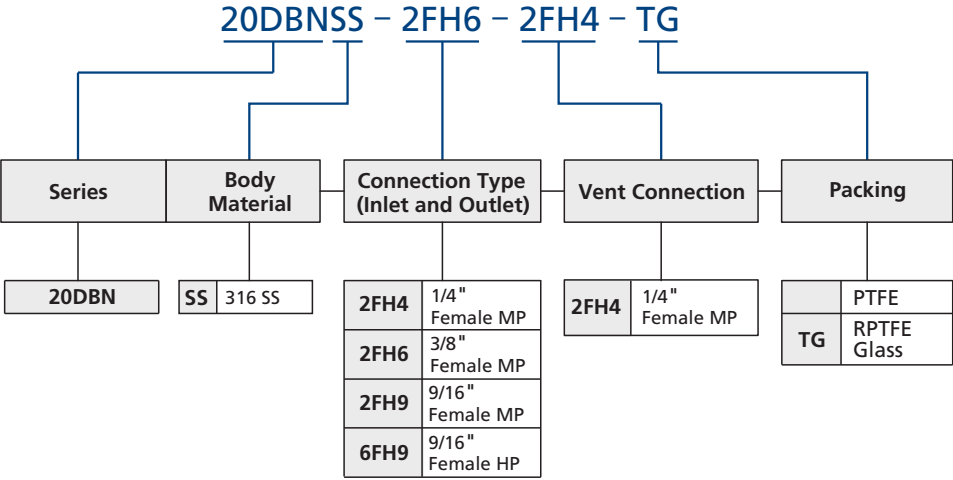 20DBNSS – 2FH6 – 2FH4 – TG
Series
Body
Material
Connection Type
(Inlet and Outlet)
Vent Connection
Packing
20DBN
SS 316 SS
2FH4 1/4"
Female MP
2FH6 3/8"
Female MP
2FH9 9/16"
Female MP
6FH9 9/16"
Female HP
2FH4 1/4"
Female MP
PTFE
TG RPTFE
Glass